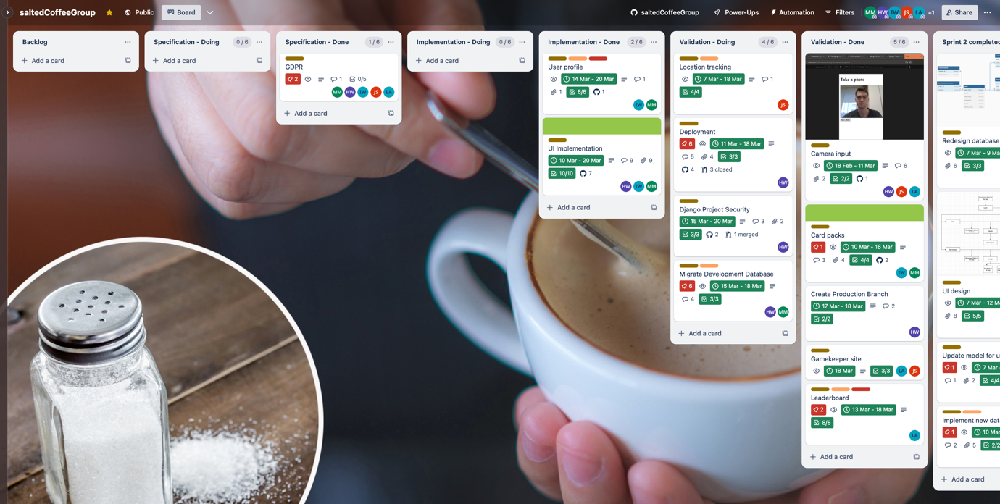 saltedCoffeeGroup
Public
Board
saltedCoffeeGroup
Power-Ups
Automation
Filters
MM HW IW JS LA +1
Share
Backlog
Add a card
Specification - Doing 0 / 6
Add a card
Specification - Done 1 / 6
GDPR
2 1 0/5
MM HW IW JS LA
Add a card
Implementation - Doing 0 / 6
Add a card
Implementation - Done 2 / 6
User profile
14 Mar - 20 Mar 1
1 6/6 1
IW MM
UI Implementation
10 Mar - 20 Mar 9 9
10/10 7
HW IW MM
Add a card
Validation - Doing 4 / 6
Location tracking
7 Mar - 18 Mar 1
4/4
JS
Deployment
6 11 Mar - 18 Mar
5 4 3/3
4 3 closed
HW
Django Project Security
15 Mar - 20 Mar 3 2
3/3 2 1 merged
HW
Migrate Development Database
6 15 Mar - 18 Mar
4 3/3
HW MM
Add a card
Validation - Done 5 / 6
Take a photo
Camera input
18 Feb - 11 Mar 6
2 2/2 1
HW JS LA
Card packs
1 10 Mar - 16 Mar
3 4 4/4 2
IW MM
Create Production Branch
17 Mar - 18 Mar 2
2/2
HW
Gamekeeper site
18 Mar 3/3 LA JS
Leaderboard
2 13 Mar - 18 Mar
8/8
LA
Add a card
Sprint 2 completed
Redesign database
7 Mar - 9 Ma
6 3/3
UI design
7 Mar - 12 M
8 5/5
Update model for u
1 7 Mar
1 2 4/4
Implement new dat
1 10 Ma
2 5 2/2
Add a card